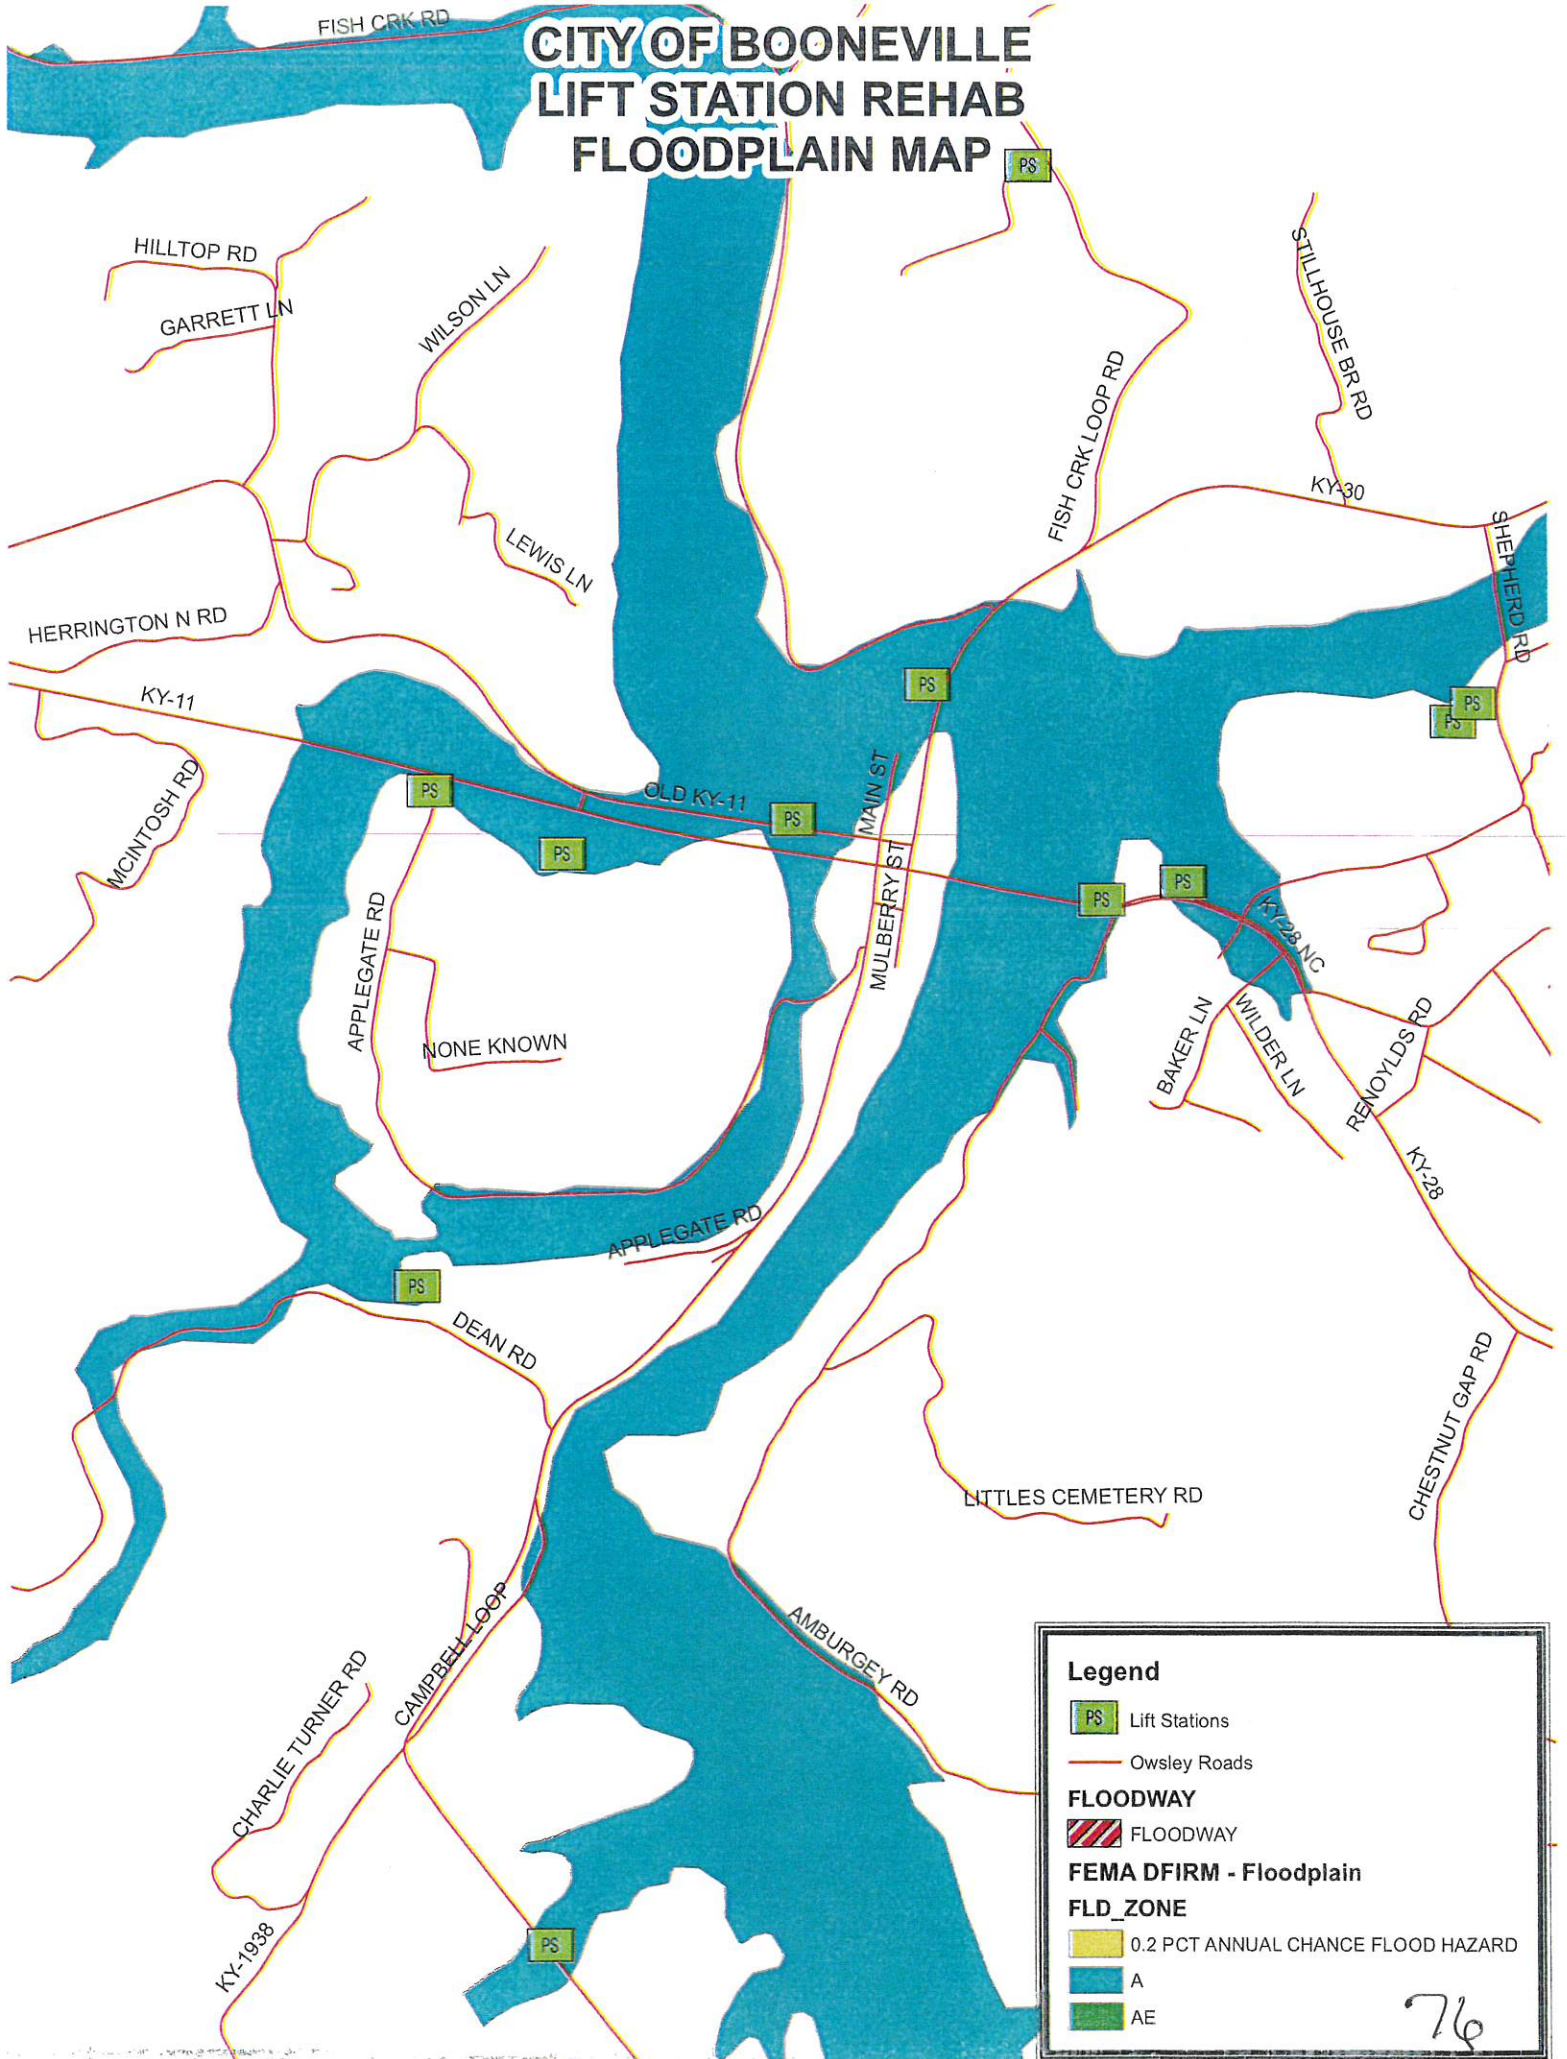 FISH CRK RD
CITY OF BOONEVILLE
LIFT STATION REHAB
FLOODPLAIN MAP
PS
HILLTOP RD
GARRETT LN
WILSON LN
STILLHOUSE BR RD
FISH CRK LOOP RD
KY-30
SHEPHERD RD
LEWIS LN
HERRINGTON N RD
KY-11
PS
PS
PS
MCINTOSH RD
PS
OLD KY-11
PS
MAIN ST
PS
MULBERRY ST
PS
PS
KY-28 NC
APPLEGATE RD
NONE KNOWN
BAKER LN
WILDER LN
RENOYLDS RD
KY-28
APPLEGATE RD
PS
DEAN RD
CHESTNUT GAP RD
LITTLES CEMETERY RD
CAMPBELL LOOP
AMBURGEY RD
CHARLIE TURNER RD
KY-1938
PS
Legend
PS Lift Stations
Owsley Roads
FLOODWAY
FLOODWAY
FEMA DFIRM - Floodplain
FLD_ZONE
0.2 PCT ANNUAL CHANCE FLOOD HAZARD
A
AE
76